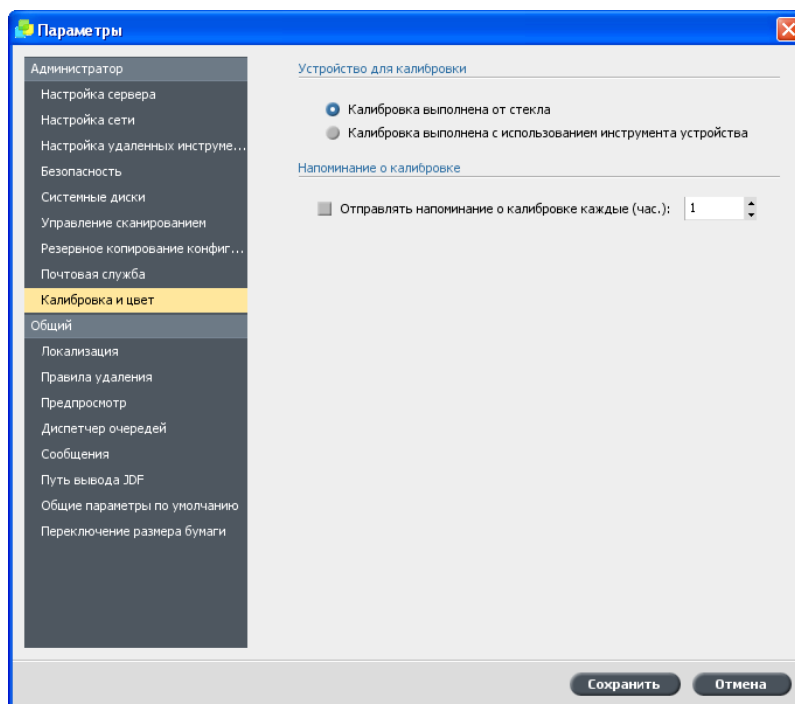 Параметры
Администратор
Настройка сервера
Настройка сети
Настройка удаленных инструме...
Безопасность
Системные диски
Управление сканированием
Резервное копирование конфиг...
Почтовая служба
Калибровка и цвет
Общий
Локализация
Правила удаления
Предпросмотр
Диспетчер очередей
Сообщения
Путь вывода JDF
Общие параметры по умолчанию
Переключение размера бумаги
Устройство для калибровки
Калибровка выполнена от стекла
Калибровка выполнена с использованием инструмента устройства
Напоминание о калибровке
Отправлять напоминание о калибровке каждые (час.): 1
Сохранить Отмена